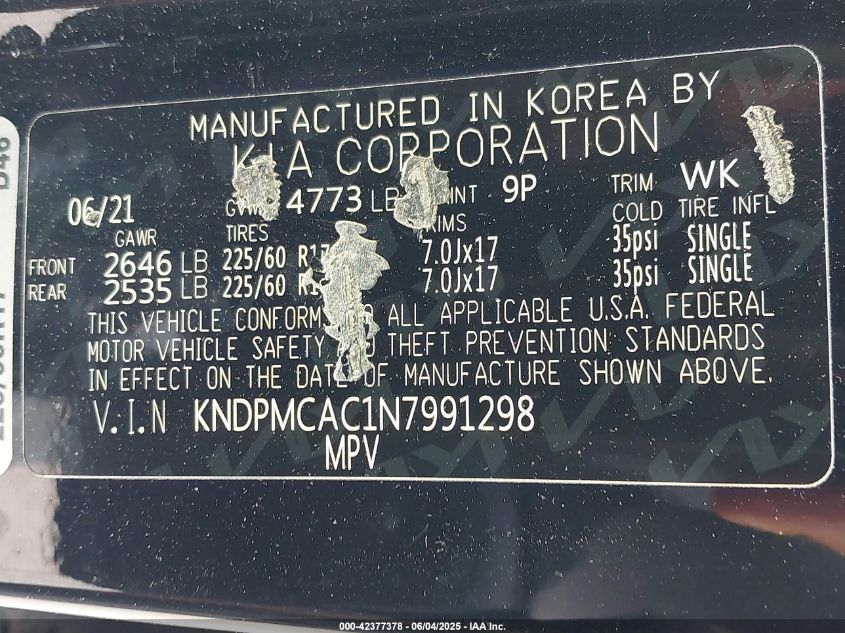 MANUFACTURED IN KOREA BY
KIA CORPORATION
06/21 4773 LB 9P TRIM WK
GAWR TIRES COLD TIRE INFL
FRONT 2646 LB 225/60 7.0Jx17 35psi SINGLE
REAR 2535 LB 225/60 7.0Jx17 35psi SINGLE
THIS VEHICLE ALL APPLICABLE U.S.A. FEDERAL
MOTOR VEHICLE SAFETY THEFT PREVENTION STANDARDS
IN EFFECT ON THE DATE OF MANUFACTURE SHOWN ABOVE.
V.I.N KNDPMCAC1N7991298
MPV
000-42377378 - 06/04/2025 - IAA Inc.